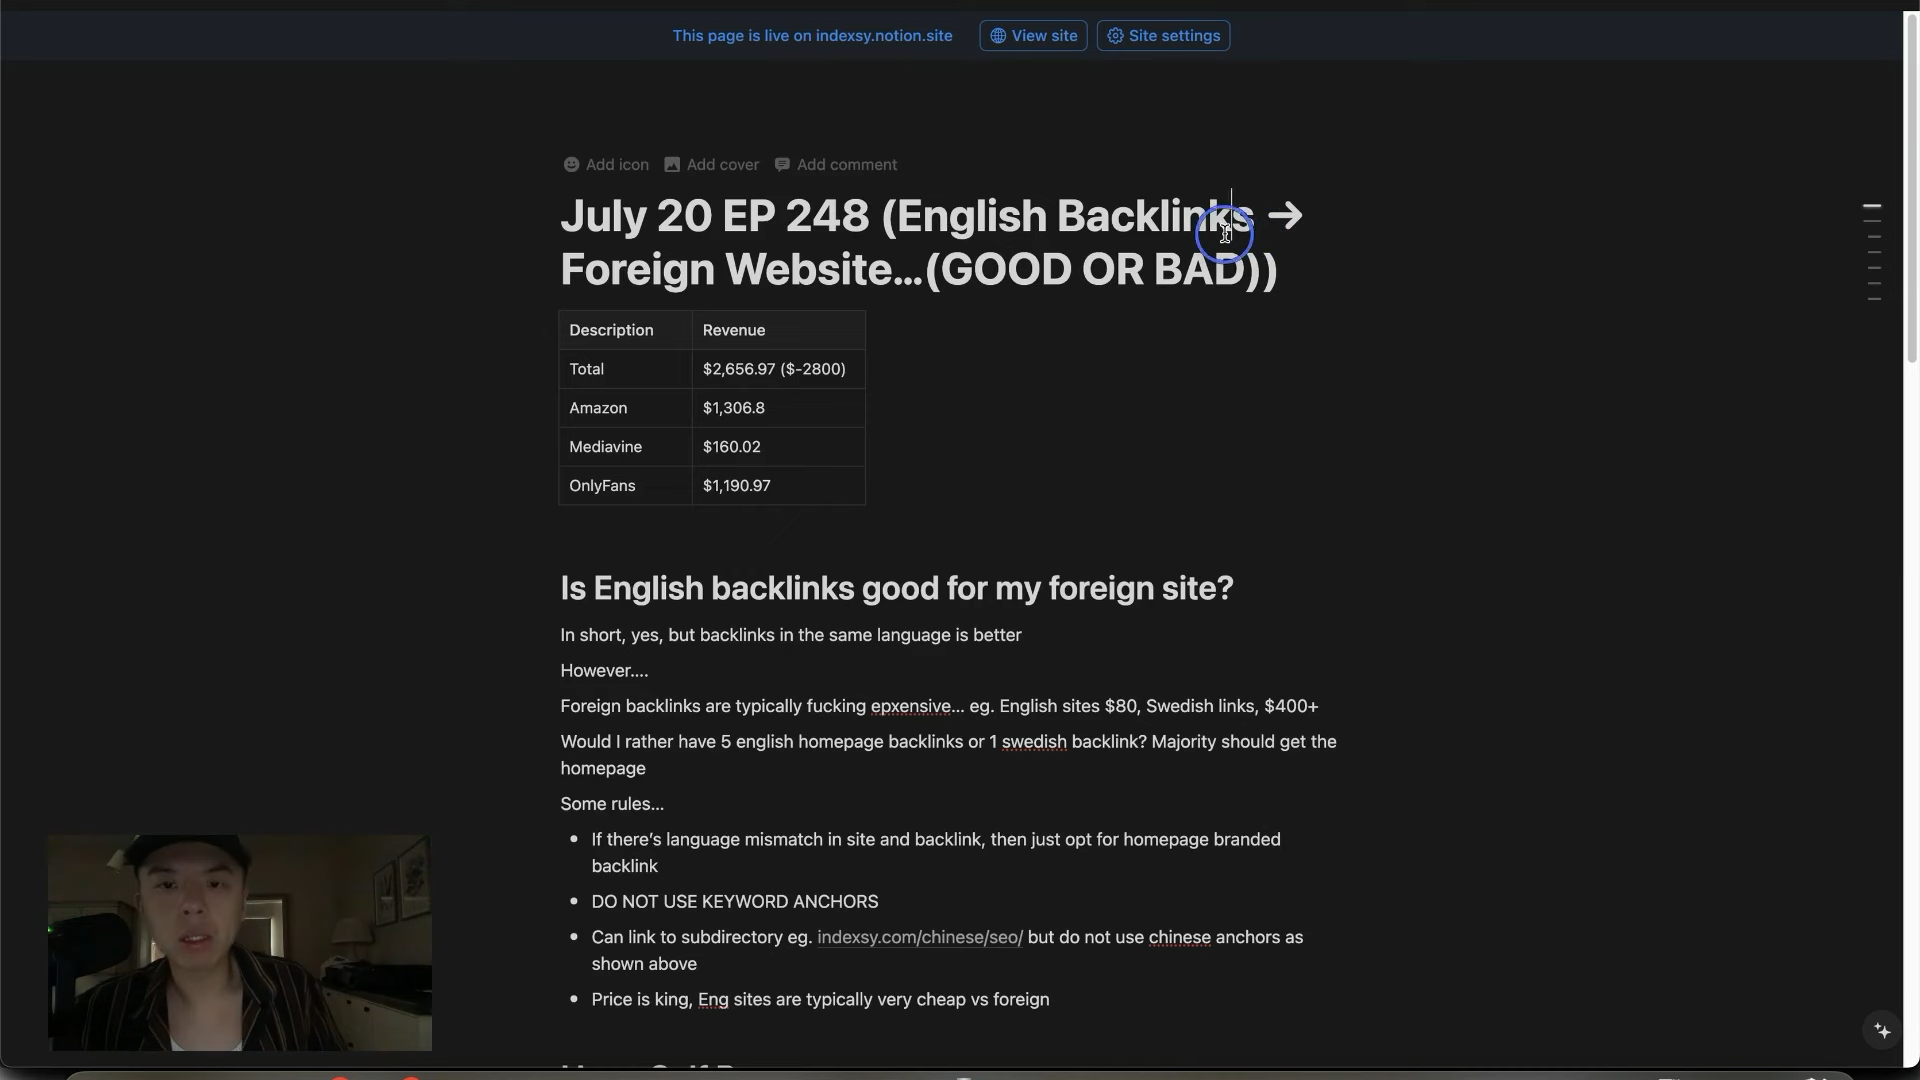 This page is live on indexsy.notion.site View site Site settings
Add icon Add cover Add comment
July 20 EP 248 (English Backlinks →
Foreign Website...(GOOD OR BAD))
Description Revenue
Total $2,656.97 ($-2800)
Amazon $1,306.8
Mediavine $160.02
OnlyFans $1,190.97
Is English backlinks good for my foreign site?
In short, yes, but backlinks in the same language is better
However....
Foreign backlinks are typically fucking epxensive... eg. English sites $80, Swedish links, $400+
Would I rather have 5 english homepage backlinks or 1 swedish backlink? Majority should get the
homepage
Some rules...
• If there's language mismatch in site and backlink, then just opt for homepage branded
backlink
• DO NOT USE KEYWORD ANCHORS
• Can link to subdirectory eg. indexsy.com/chinese/seo/ but do not use chinese anchors as
shown above
• Price is king, Eng sites are typically very cheap vs foreign